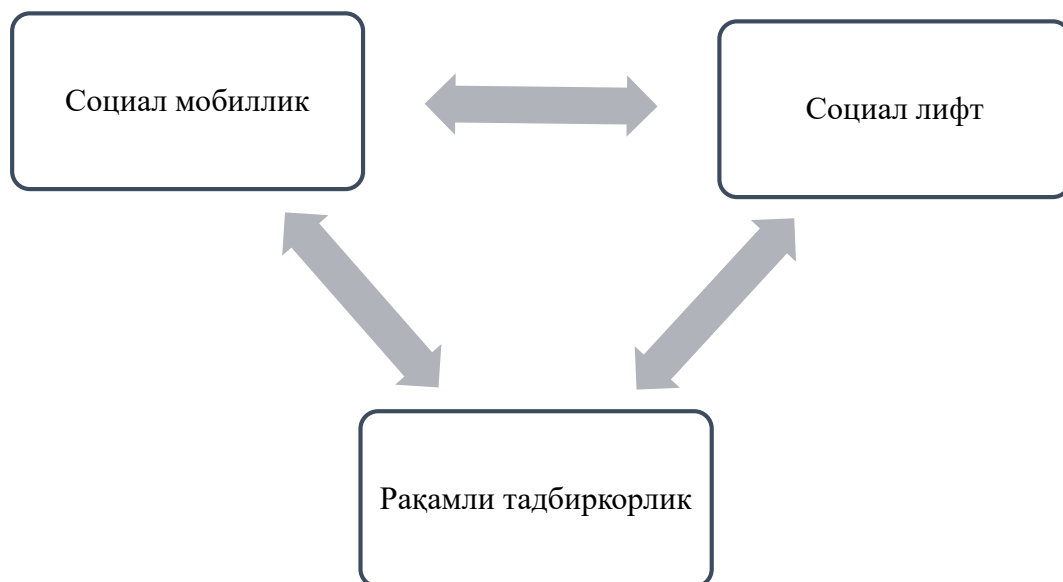 Социал мобиллик
Социал лифт
Рақамли тадбиркорлик